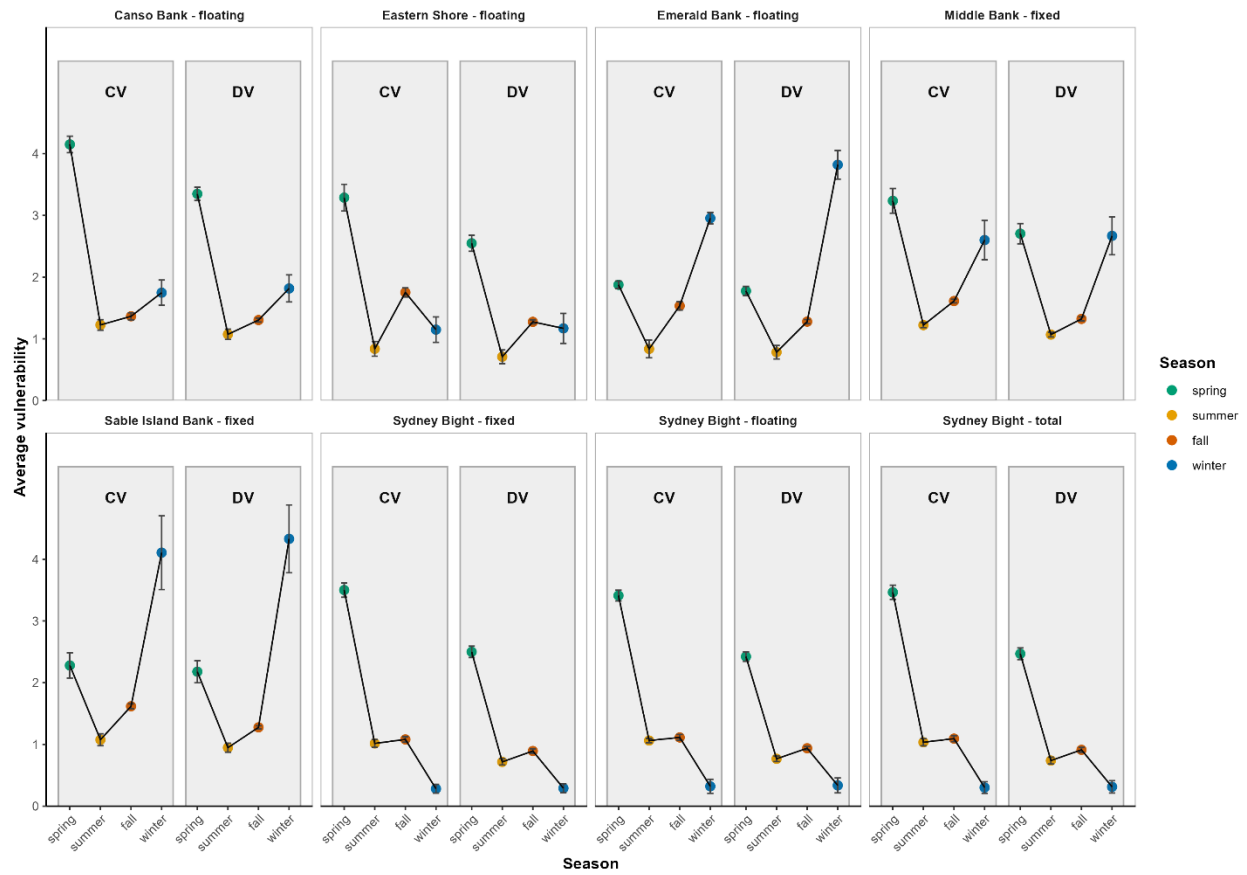 Canso Bank - floating
Eastern Shore - floating
Emerald Bank - floating
Middle Bank - fixed
CV
DV
CV
DV
CV
DV
CV
DV
4
3
2
1
0
Average vulnerability
Sable Island Bank - fixed
Sydney Bight - fixed
Sydney Bight - floating
Sydney Bight - total
CV
DV
CV
DV
CV
DV
CV
DV
4
3
2
1
0
spring
summer
fall
winter
spring
summer
fall
winter
spring
summer
fall
winter
spring
summer
fall
winter
spring
summer
fall
winter
spring
summer
fall
winter
spring
summer
fall
winter
spring
summer
fall
winter
Season
Season
spring
summer
fall
winter